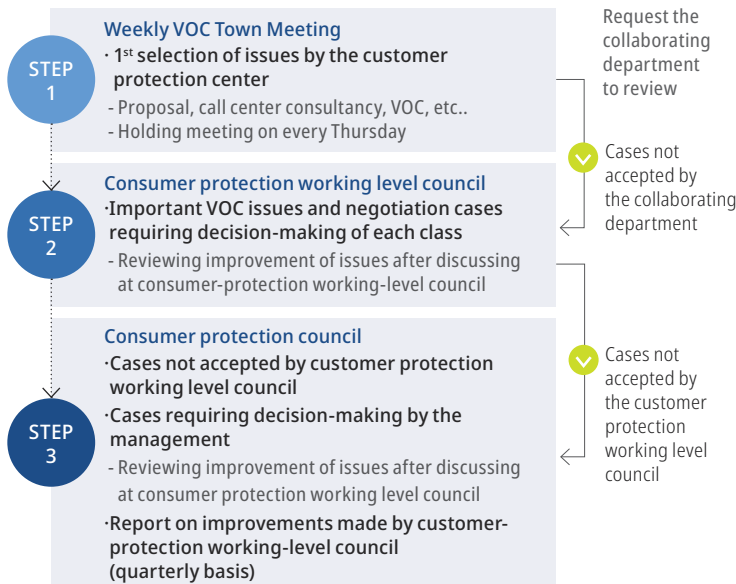 STEP
1
Weekly VOC Town Meeting
· 1st selection of issues by the customer
protection center
- Proposal, call center consultancy, VOC, etc..
- Holding meeting on every Thursday
Request the
collaborating
department
to review
Cases not
accepted by
the collaborating
department
STEP
2
Consumer protection working level council
·Important VOC issues and negotiation cases
requiring decision-making of each class
- Reviewing improvement of issues after discussing
at consumer-protection working-level council
Cases not
accepted by
the customer
protection
working level
council
STEP
3
Consumer protection council
·Cases not accepted by customer protection
working level council
·Cases requiring decision-making by the
management
- Reviewing improvement of issues after discussing
at consumer protection working level council
·Report on improvements made by customer-
protection working-level council
(quarterly basis)